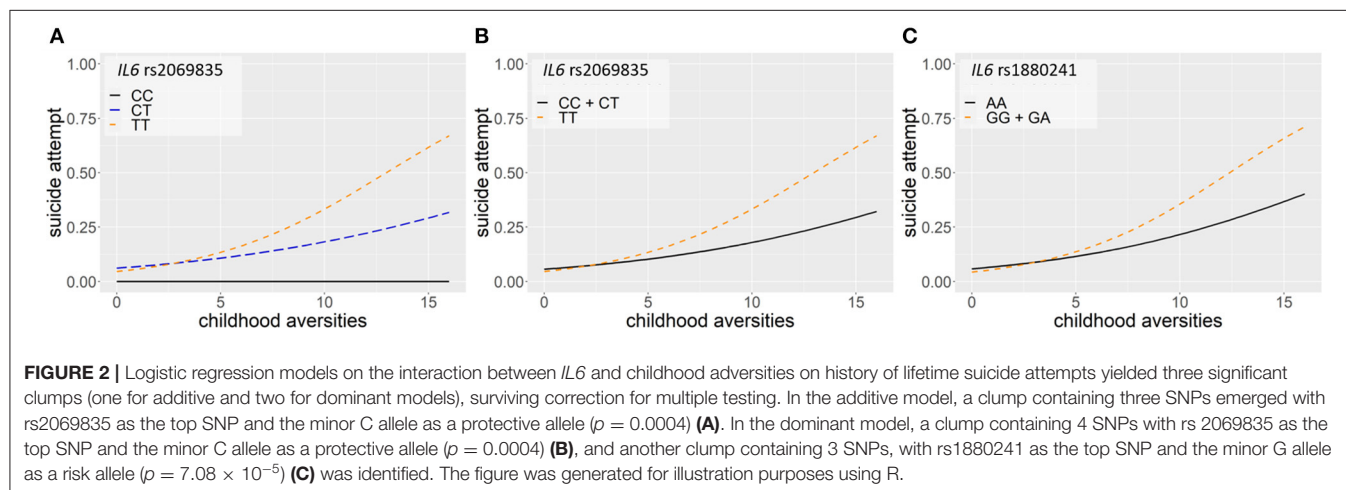 A
IL6 rs2069835
CC
CT
TT
1.00
0.75
0.50
0.25
0.00
suicide attempt
0 5 10 15
childhood aversities
B
IL6 rs2069835
CC + CT
TT
1.00
0.75
0.50
0.25
0.00
suicide attempt
0 5 10 15
childhood aversities
C
IL6 rs1880241
AA
GG + GA
1.00
0.75
0.50
0.25
0.00
suicide attempt
0 5 10 15
childhood aversities
FIGURE 2 | Logistic regression models on the interaction between IL6 and childhood adversities on history of lifetime suicide attempts yielded three significant
clumps (one for additive and two for dominant models), surviving correction for multiple testing. In the additive model, a clump containing three SNPs emerged with
rs2069835 as the top SNP and the minor C allele as a protective allele (p = 0.0004) (A). In the dominant model, a clump containing 4 SNPs with rs 2069835 as the
top SNP and the minor C allele as a protective allele (p = 0.0004) (B), and another clump containing 3 SNPs, with rs1880241 as the top SNP and the minor G allele
as a risk allele (p = 7.08 × 10⁻⁵) (C) was identified. The figure was generated for illustration purposes using R.